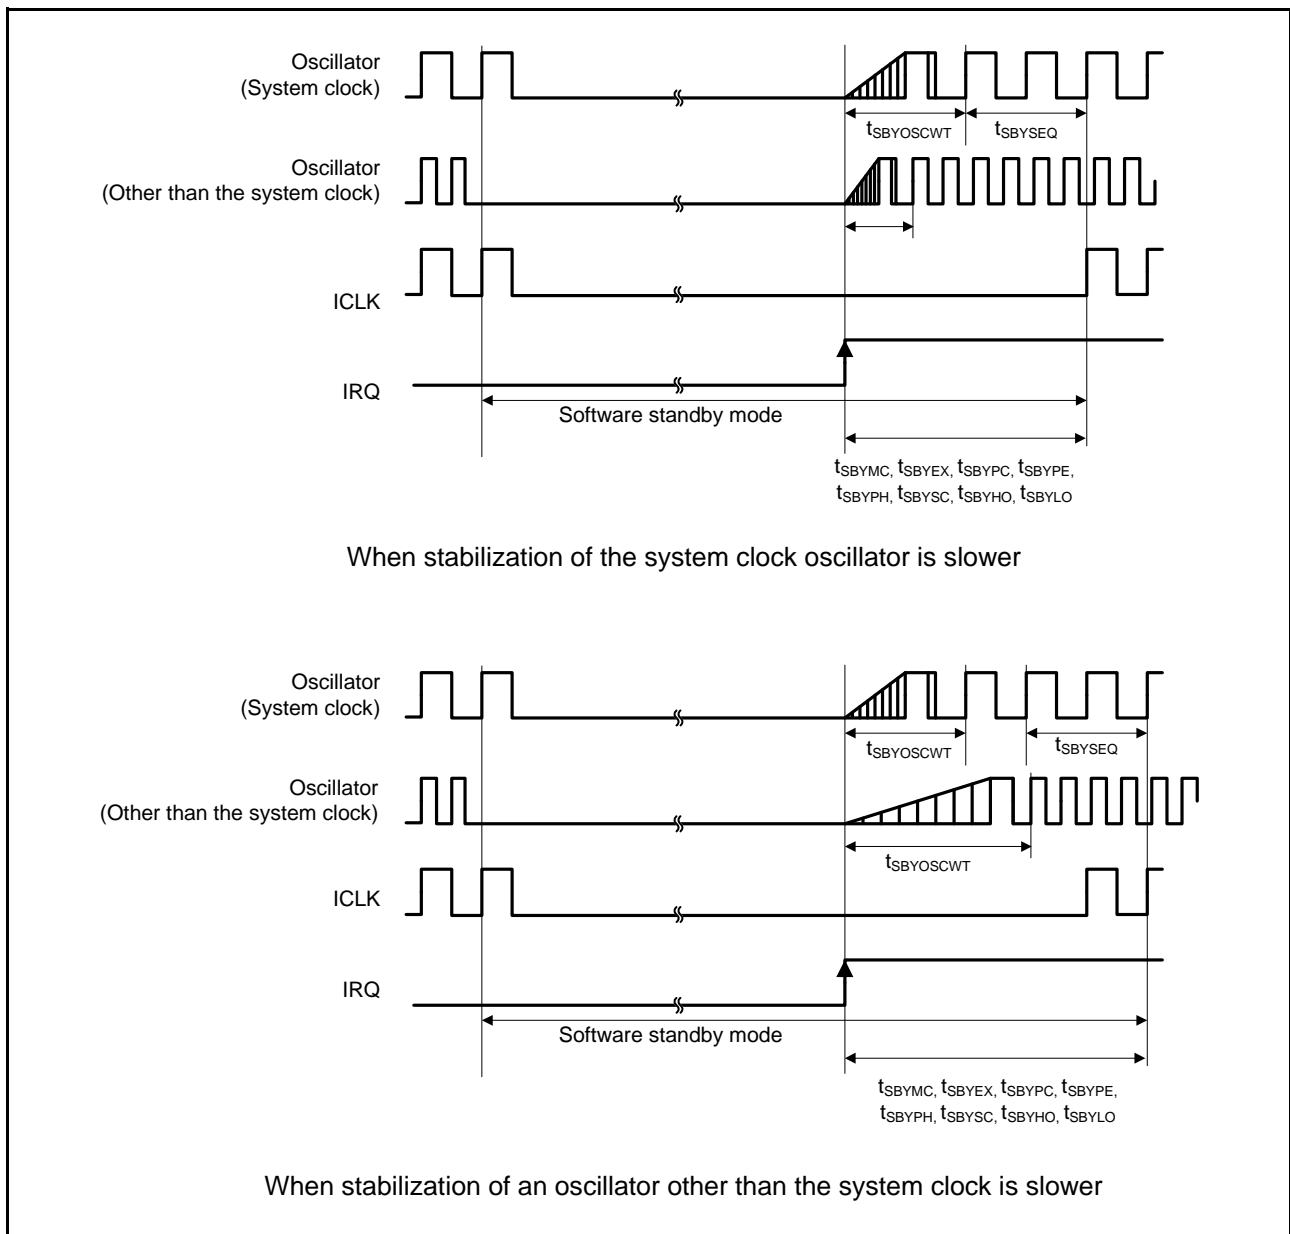 Oscillator
(System clock)
tSBYOSCWT
tSBYSEQ
Oscillator
(Other than the system clock)
ICLK
IRQ
Software standby mode
tSBYMC, tSBYEX, tSBYPC, tSBYPE,
tSBYPH, tSBYSC, tSBYHO, tSBYLO
When stabilization of the system clock oscillator is slower
Oscillator
(System clock)
tSBYOSCWT
tSBYSEQ
Oscillator
(Other than the system clock)
tSBYOSCWT
ICLK
IRQ
Software standby mode
tSBYMC, tSBYEX, tSBYPC, tSBYPE,
tSBYPH, tSBYSC, tSBYHO, tSBYLO
When stabilization of an oscillator other than the system clock is slower